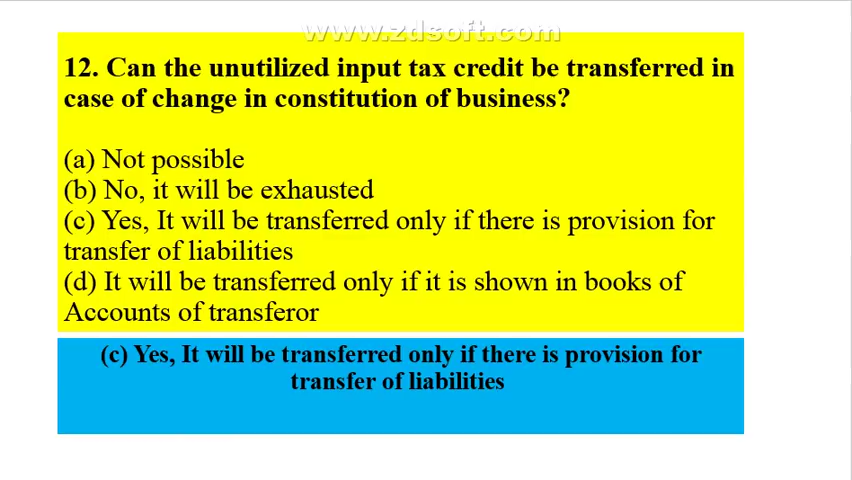 www.zdsoft.com
12. Can the unutilized input tax credit be transferred in
case of change in constitution of business?
(a) Not possible
(b) No, it will be exhausted
(c) Yes, It will be transferred only if there is provision for
transfer of liabilities
(d) It will be transferred only if it is shown in books of
Accounts of transferor
(c) Yes, It will be transferred only if there is provision for
transfer of liabilities